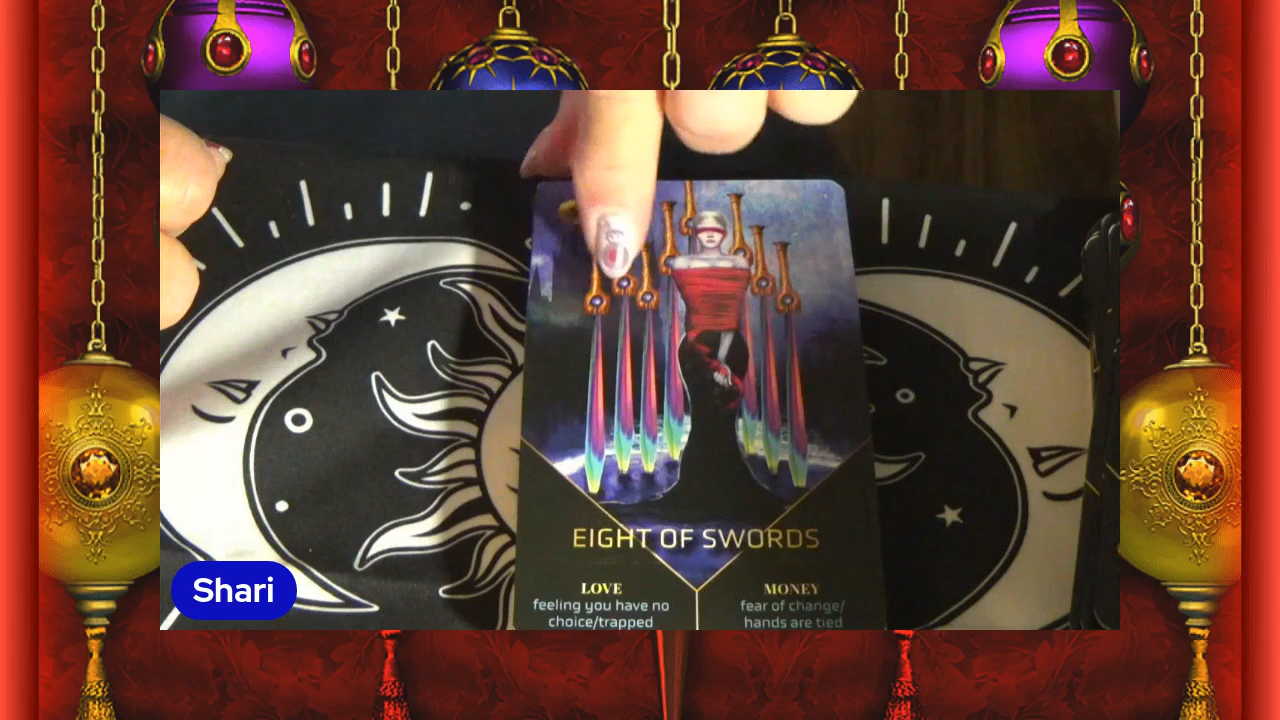 EIGHT OF SWORDS
LOVE
feeling you have no
choice/trapped
MONEY
fear of change/
hands are tied
Shari